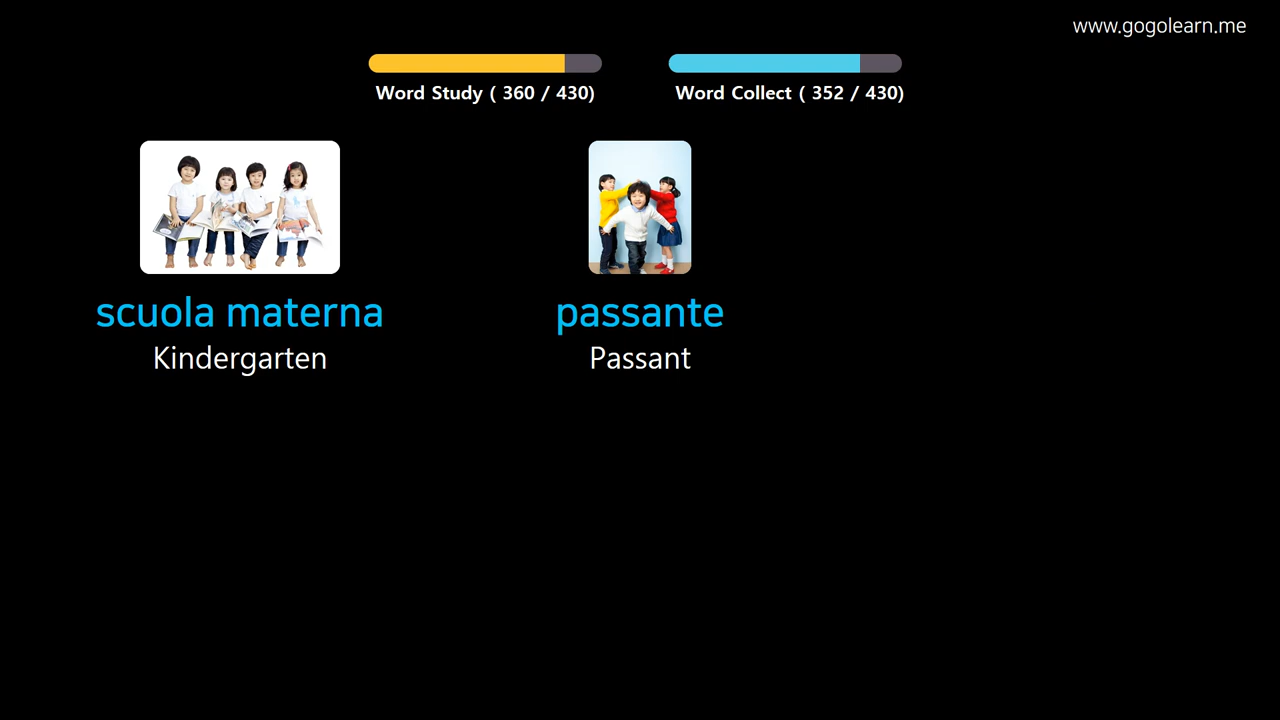 www.gogolearn.me
Word Study ( 360 / 430)
Word Collect ( 352 / 430)
scuola materna
Kindergarten
passante
Passant